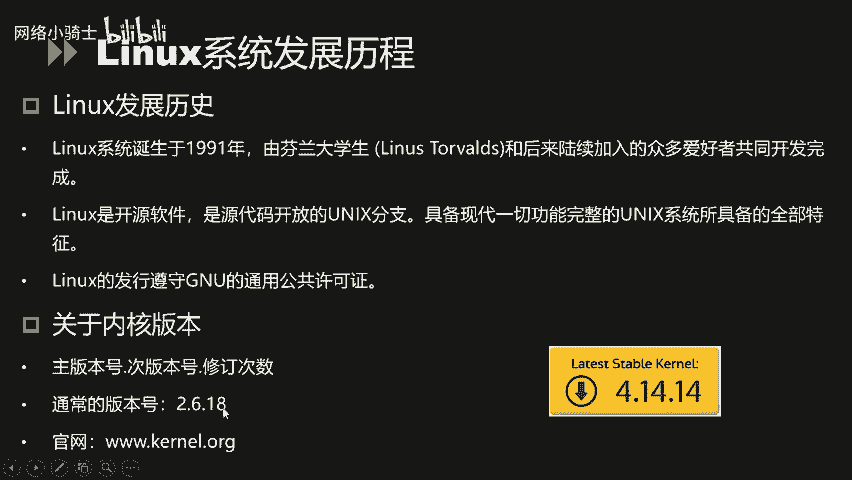 网络小骑士 bilibili
Linux系统发展历程
Linux发展历史
Linux系统诞生于1991年，由芬兰大学生 (Linus Torvalds)和后来陆续加入的众多爱好者共同开发完
成。
Linux是开源软件，是源代码开放的UNIX分支。具备现代一切功能完整的UNIX系统所具备的全部特
征。
Linux的发行遵守GNU的通用公共许可证。
关于内核版本
主版本号.次版本号.修订次数
通常的版本号：2.6.18
官网：www.kernel.org
Latest Stable Kernel:
4.14.14